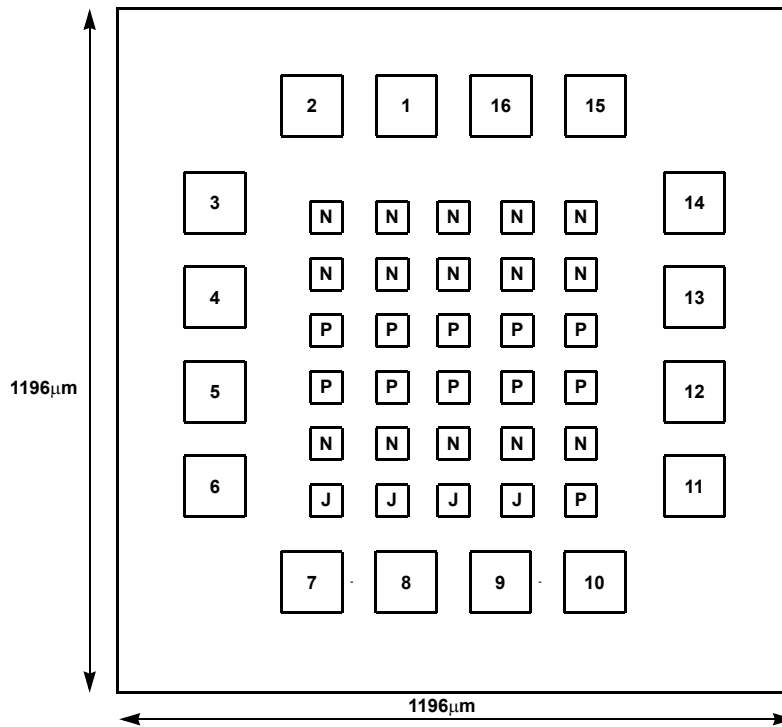 2 1 16 15
3 14
N N N N N
N N N N N
4 13
P P P P P
1196μm
5 P P P P P 12
N N N N N
6 11
J J J J P
7 - 8 9 - 10
1196μm